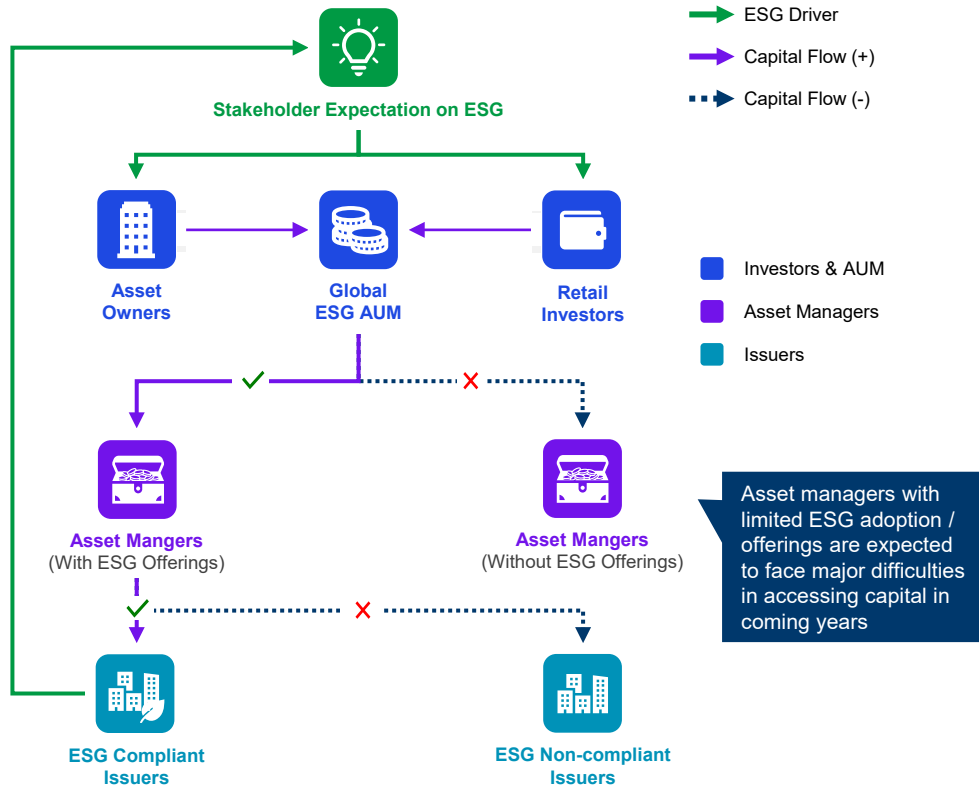 ESG Driver
Capital Flow (+)
Capital Flow (-)
Stakeholder Expectation on ESG
Asset
Owners
Global
ESG AUM
Retail
Investors
Investors & AUM
Asset Managers
Issuers
Asset Mangers
(With ESG Offerings)
Asset Mangers
(Without ESG Offerings)
Asset managers with
limited ESG adoption /
offerings are expected
to face major difficulties
in accessing capital in
coming years
ESG Compliant
Issuers
ESG Non-compliant
Issuers